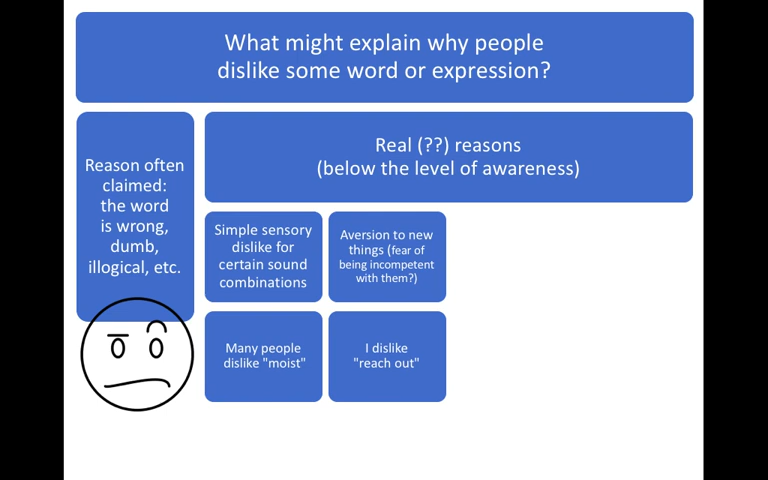 What might explain why people
dislike some word or expression?
Reason often
claimed:
the word
is wrong,
dumb,
illogical, etc.
Real (??) reasons
(below the level of awareness)
Simple sensory
dislike for
certain sound
combinations
Aversion to new
things (fear of
being incompetent
with them?)
Many people
dislike "moist"
I dislike
"reach out"